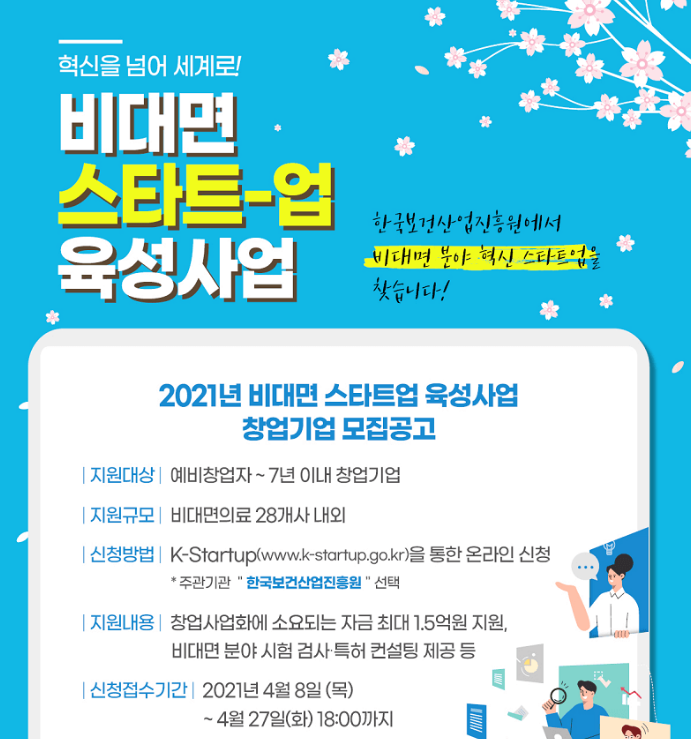 혁신을 넘어 세계로!
비대면
스타트-업
육성사업
한국보건산업진흥원에서
비대면 분야 혁신 스타트업을
찾습니다!
2021년 비대면 스타트업 육성사업
창업기업 모집공고
| 지원대상 | 예비창업자 ~ 7년 이내 창업기업
| 지원규모 | 비대면의료 28개사 내외
| 신청방법 | K-Startup(www.k-startup.go.kr)을 통한 온라인 신청
* 주관기관 " 한국보건산업진흥원 " 선택
| 지원내용 | 창업사업화에 소요되는 자금 최대 1.5억원 지원,
비대면 분야 시험 검사·특허 컨설팅 제공 등
| 신청접수기간 | 2021년 4월 8일 (목)
~ 4월 27일(화) 18:00까지